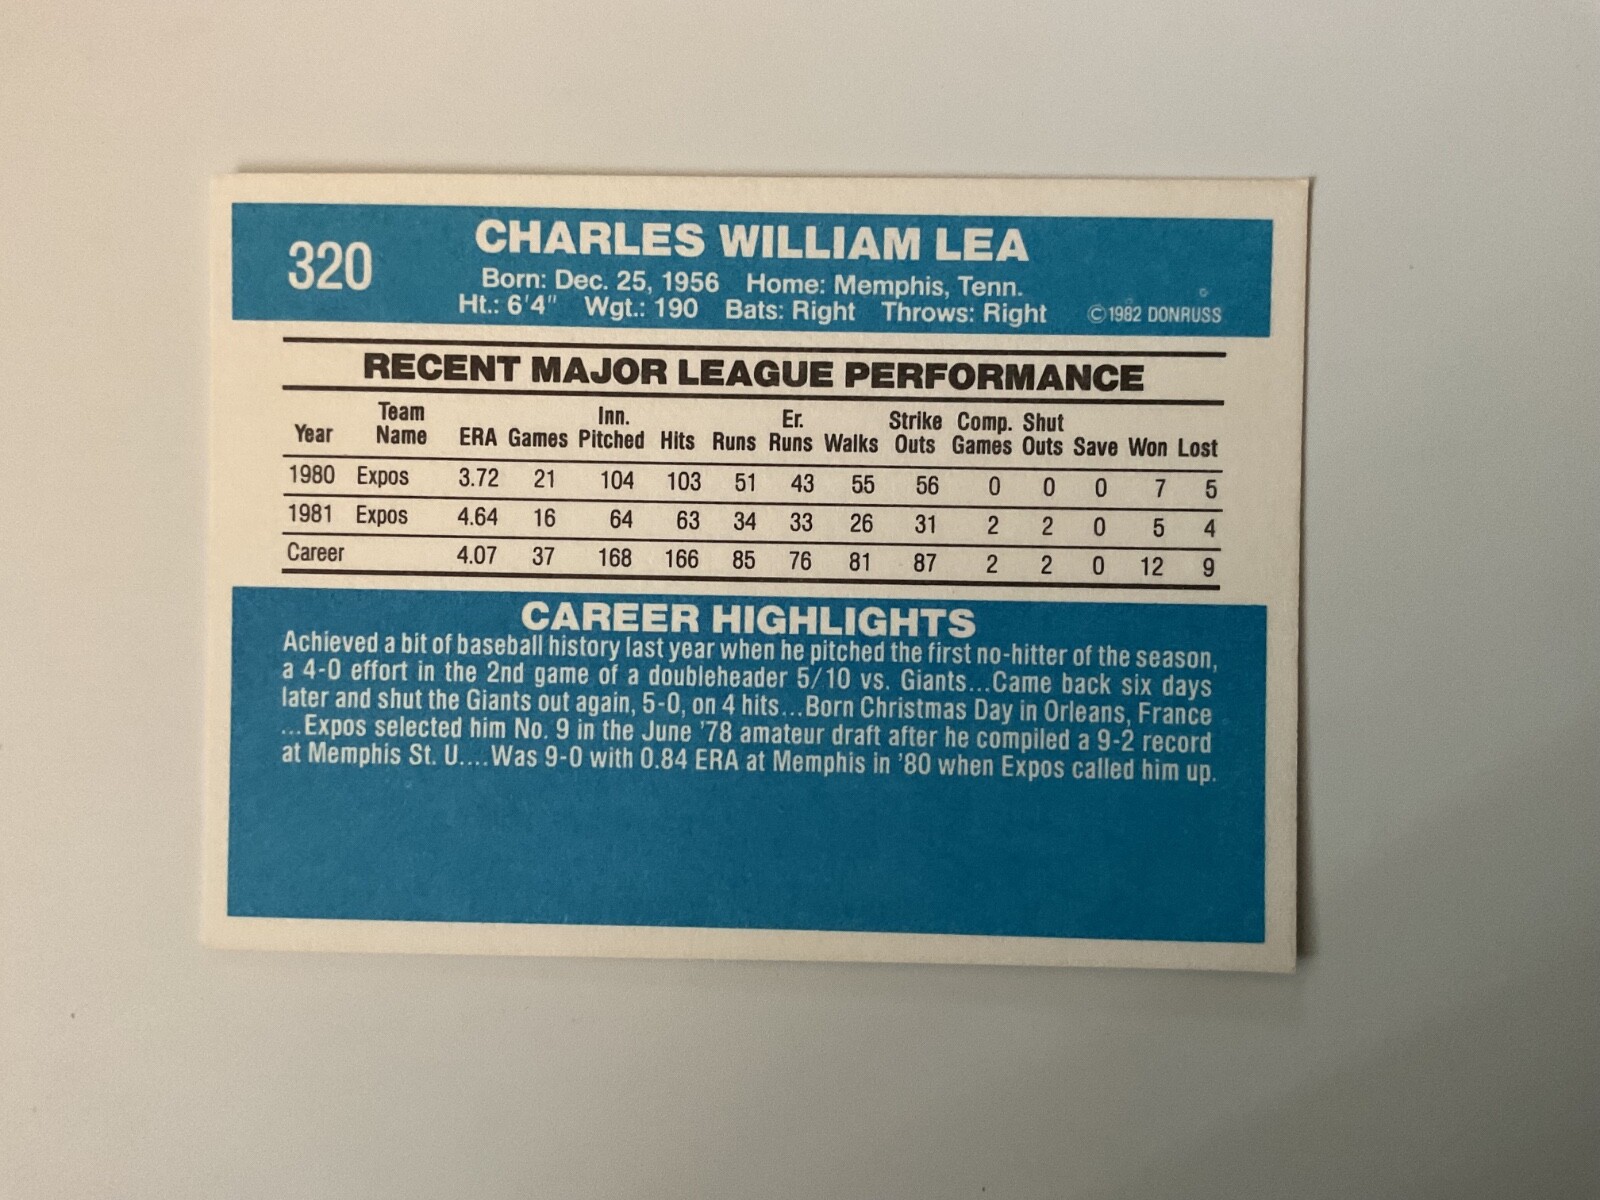 320
CHARLES WILLIAM LEA
Born: Dec. 25, 1956 Home: Memphis, Tenn.
Ht.: 6'4" Wgt.: 190 Bats: Right Throws: Right ©1982 DONRUSS
RECENT MAJOR LEAGUE PERFORMANCE
Year Team Name ERA Games Inn. Pitched Hits Runs Er. Runs Walks Strike Outs Comp. Games Shut Outs Save Won Lost
1980 Expos 3.72 21 104 103 51 43 55 56 0 0 0 7 5
1981 Expos 4.64 16 64 63 34 33 26 31 2 2 0 5 4
Career 4.07 37 168 166 85 76 81 87 2 2 0 12 9
CAREER HIGHLIGHTS
Achieved a bit of baseball history last year when he pitched the first no-hitter of the season,
a 4-0 effort in the 2nd game of a doubleheader 5/10 vs. Giants...Came back six days
later and shut the Giants out again, 5-0, on 4 hits...Born Christmas Day in Orleans, France
...Expos selected him No. 9 in the June '78 amateur draft after he compiled a 9-2 record
at Memphis St. U....Was 9-0 with 0.84 ERA at Memphis in '80 when Expos called him up.